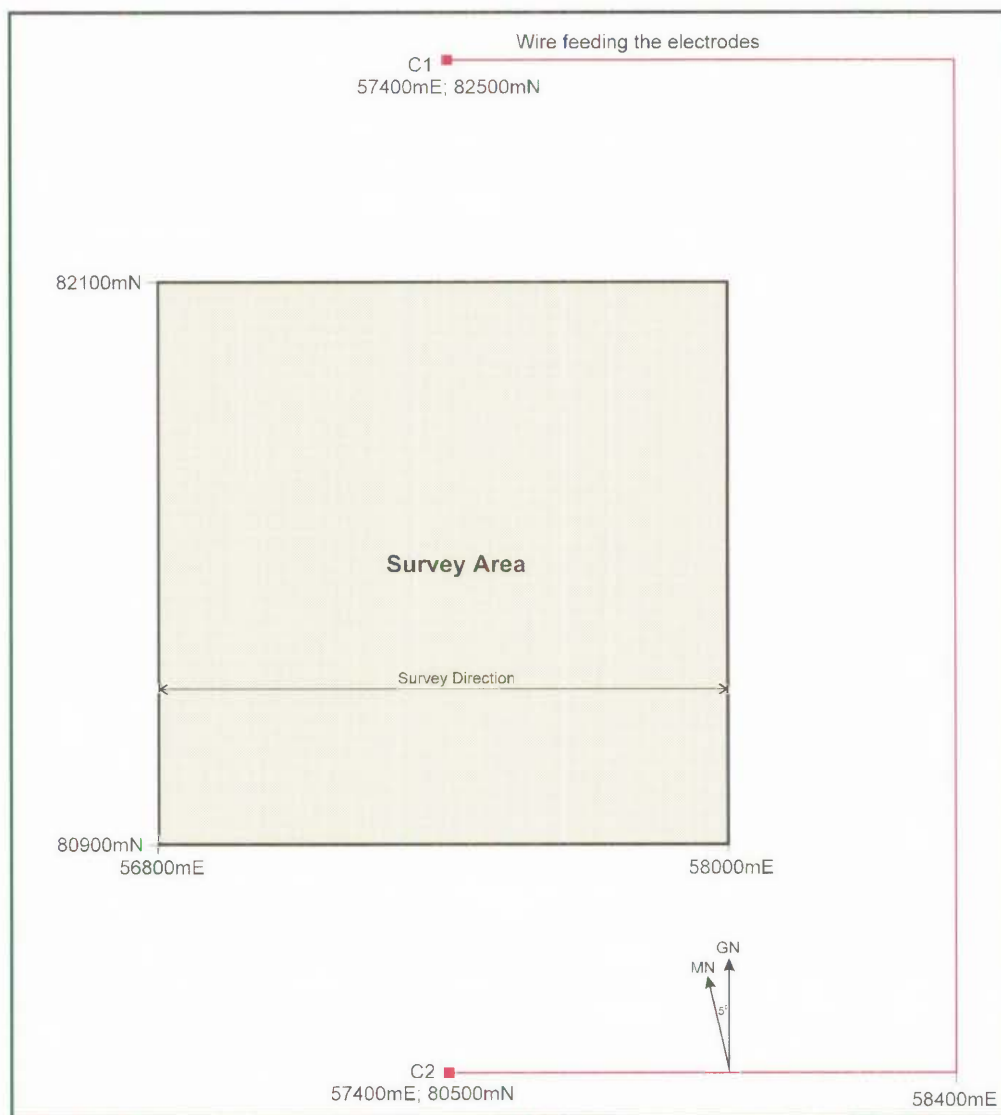 Wire feeding the electrodes
C1
57400mE; 82500mN
82100mN
Survey Area
Survey Direction
80900mN
56800mE
58000mE
GN
MN
5°
C2
57400mE; 80500mN
58400mE